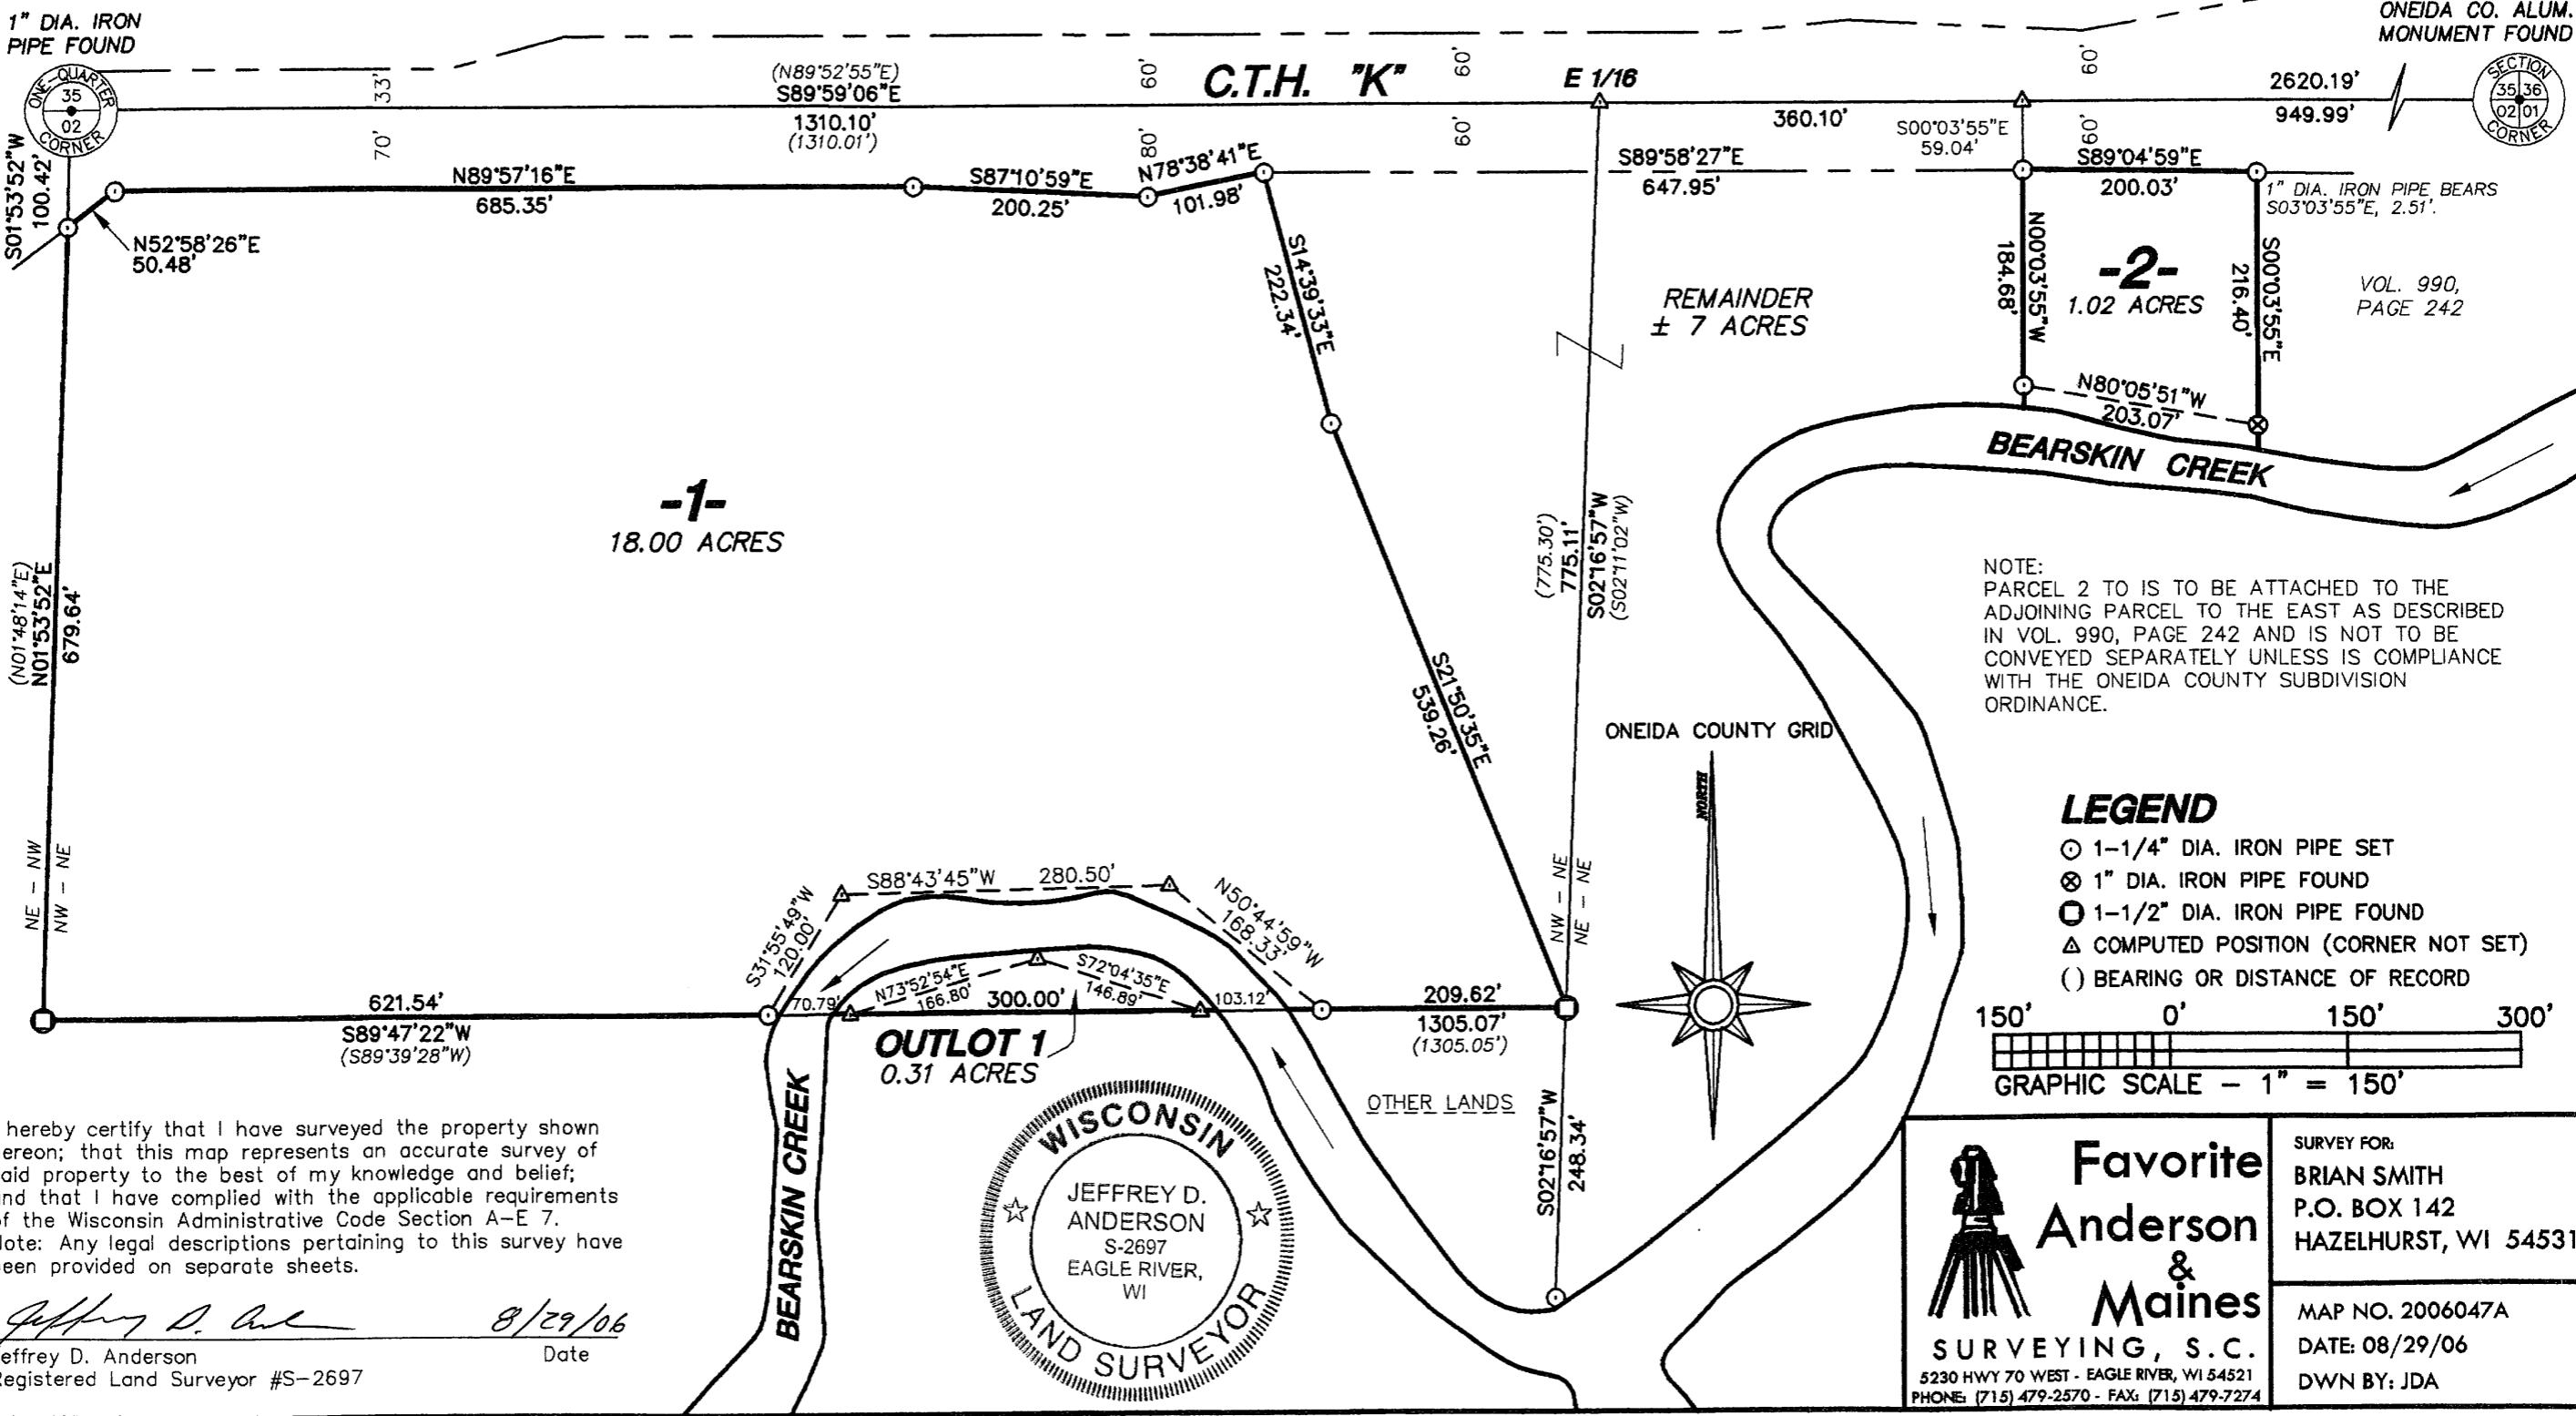 1" DIA. IRON
PIPE FOUND
ONE-QUARTER
35
02
CORNER
33'
70'
(N89°52'55"E)
S89°59'06"E
1310.10'
(1310.01')
60'
80'
C.T.H. "K"
60'
60'
E 1/16
360.10'
S00°03'55"E
59.04'
60'
60'
2620.19'
949.99'
ONEIDA CO. ALUM.
MONUMENT FOUND
SECTION
35 36
02 01
CORNER
S01°53'52"W
100.42'
N52°58'26"E
50.48'
N89°57'16"E
685.35'
S87°10'59"E
200.25'
N78°38'41"E
101.98'
S89°58'27"E
647.95'
S89°04'59"E
200.03'
1" DIA. IRON PIPE BEARS
S03°03'55"E, 2.51'.
S14°39'33"E
222.34'
REMAINDER
± 7 ACRES
N00°03'55"W
184.68'
-2-
1.02 ACRES
S00°03'55"E
216.40'
VOL. 990,
PAGE 242
N80°05'51"W
203.07'
BEARSKIN CREEK
-1-
18.00 ACRES
(N01°48'14"E)
N01°53'52"E
679.64'
(775.30')
775.11'
S02°16'57"W
(S02°11'02"W)
S21°50'35"E
539.26'
NOTE:
PARCEL 2 TO IS TO BE ATTACHED TO THE
ADJOINING PARCEL TO THE EAST AS DESCRIBED
IN VOL. 990, PAGE 242 AND IS NOT TO BE
CONVEYED SEPARATELY UNLESS IS COMPLIANCE
WITH THE ONEIDA COUNTY SUBDIVISION
ORDINANCE.
ONEIDA COUNTY GRID
NORTH
LEGEND
1-1/4" DIA. IRON PIPE SET
1" DIA. IRON PIPE FOUND
1-1/2" DIA. IRON PIPE FOUND
COMPUTED POSITION (CORNER NOT SET)
( ) BEARING OR DISTANCE OF RECORD
150' 0' 150' 300'
GRAPHIC SCALE - 1" = 150'
NE - NW
NW - NE
NW - NE
NE - NE
S31°55'49"W
120.00'
S88°43'45"W 280.50'
N50°44'59"W
168.33'
N73°52'54"E
166.80'
S72°04'35"E
146.89'
621.54'
S89°47'22"W
(S89°39'28"W)
70.79'
300.00'
103.12'
209.62'
1305.07'
(1305.05')
OUTLOT 1
0.31 ACRES
BEARSKIN CREEK
OTHER LANDS
S02°16'57"W
248.34'
hereby certify that I have surveyed the property shown
ereon; that this map represents an accurate survey of
aid property to the best of my knowledge and belief;
nd that I have complied with the applicable requirements
of the Wisconsin Administrative Code Section A-E 7.
Note: Any legal descriptions pertaining to this survey have
een provided on separate sheets.
8/29/06
effrey D. Anderson Date
Registered Land Surveyor #S-2697
WISCONSIN
JEFFREY D.
ANDERSON
S-2697
EAGLE RIVER,
WI
LAND SURVEYOR
Favorite
Anderson
&
Maines
SURVEYING, S.C.
5230 HWY 70 WEST - EAGLE RIVER, WI 54521
PHONE: (715) 479-2570 - FAX: (715) 479-7274
SURVEY FOR:
BRIAN SMITH
P.O. BOX 142
HAZELHURST, WI 54531
MAP NO. 2006047A
DATE: 08/29/06
DWN BY: JDA